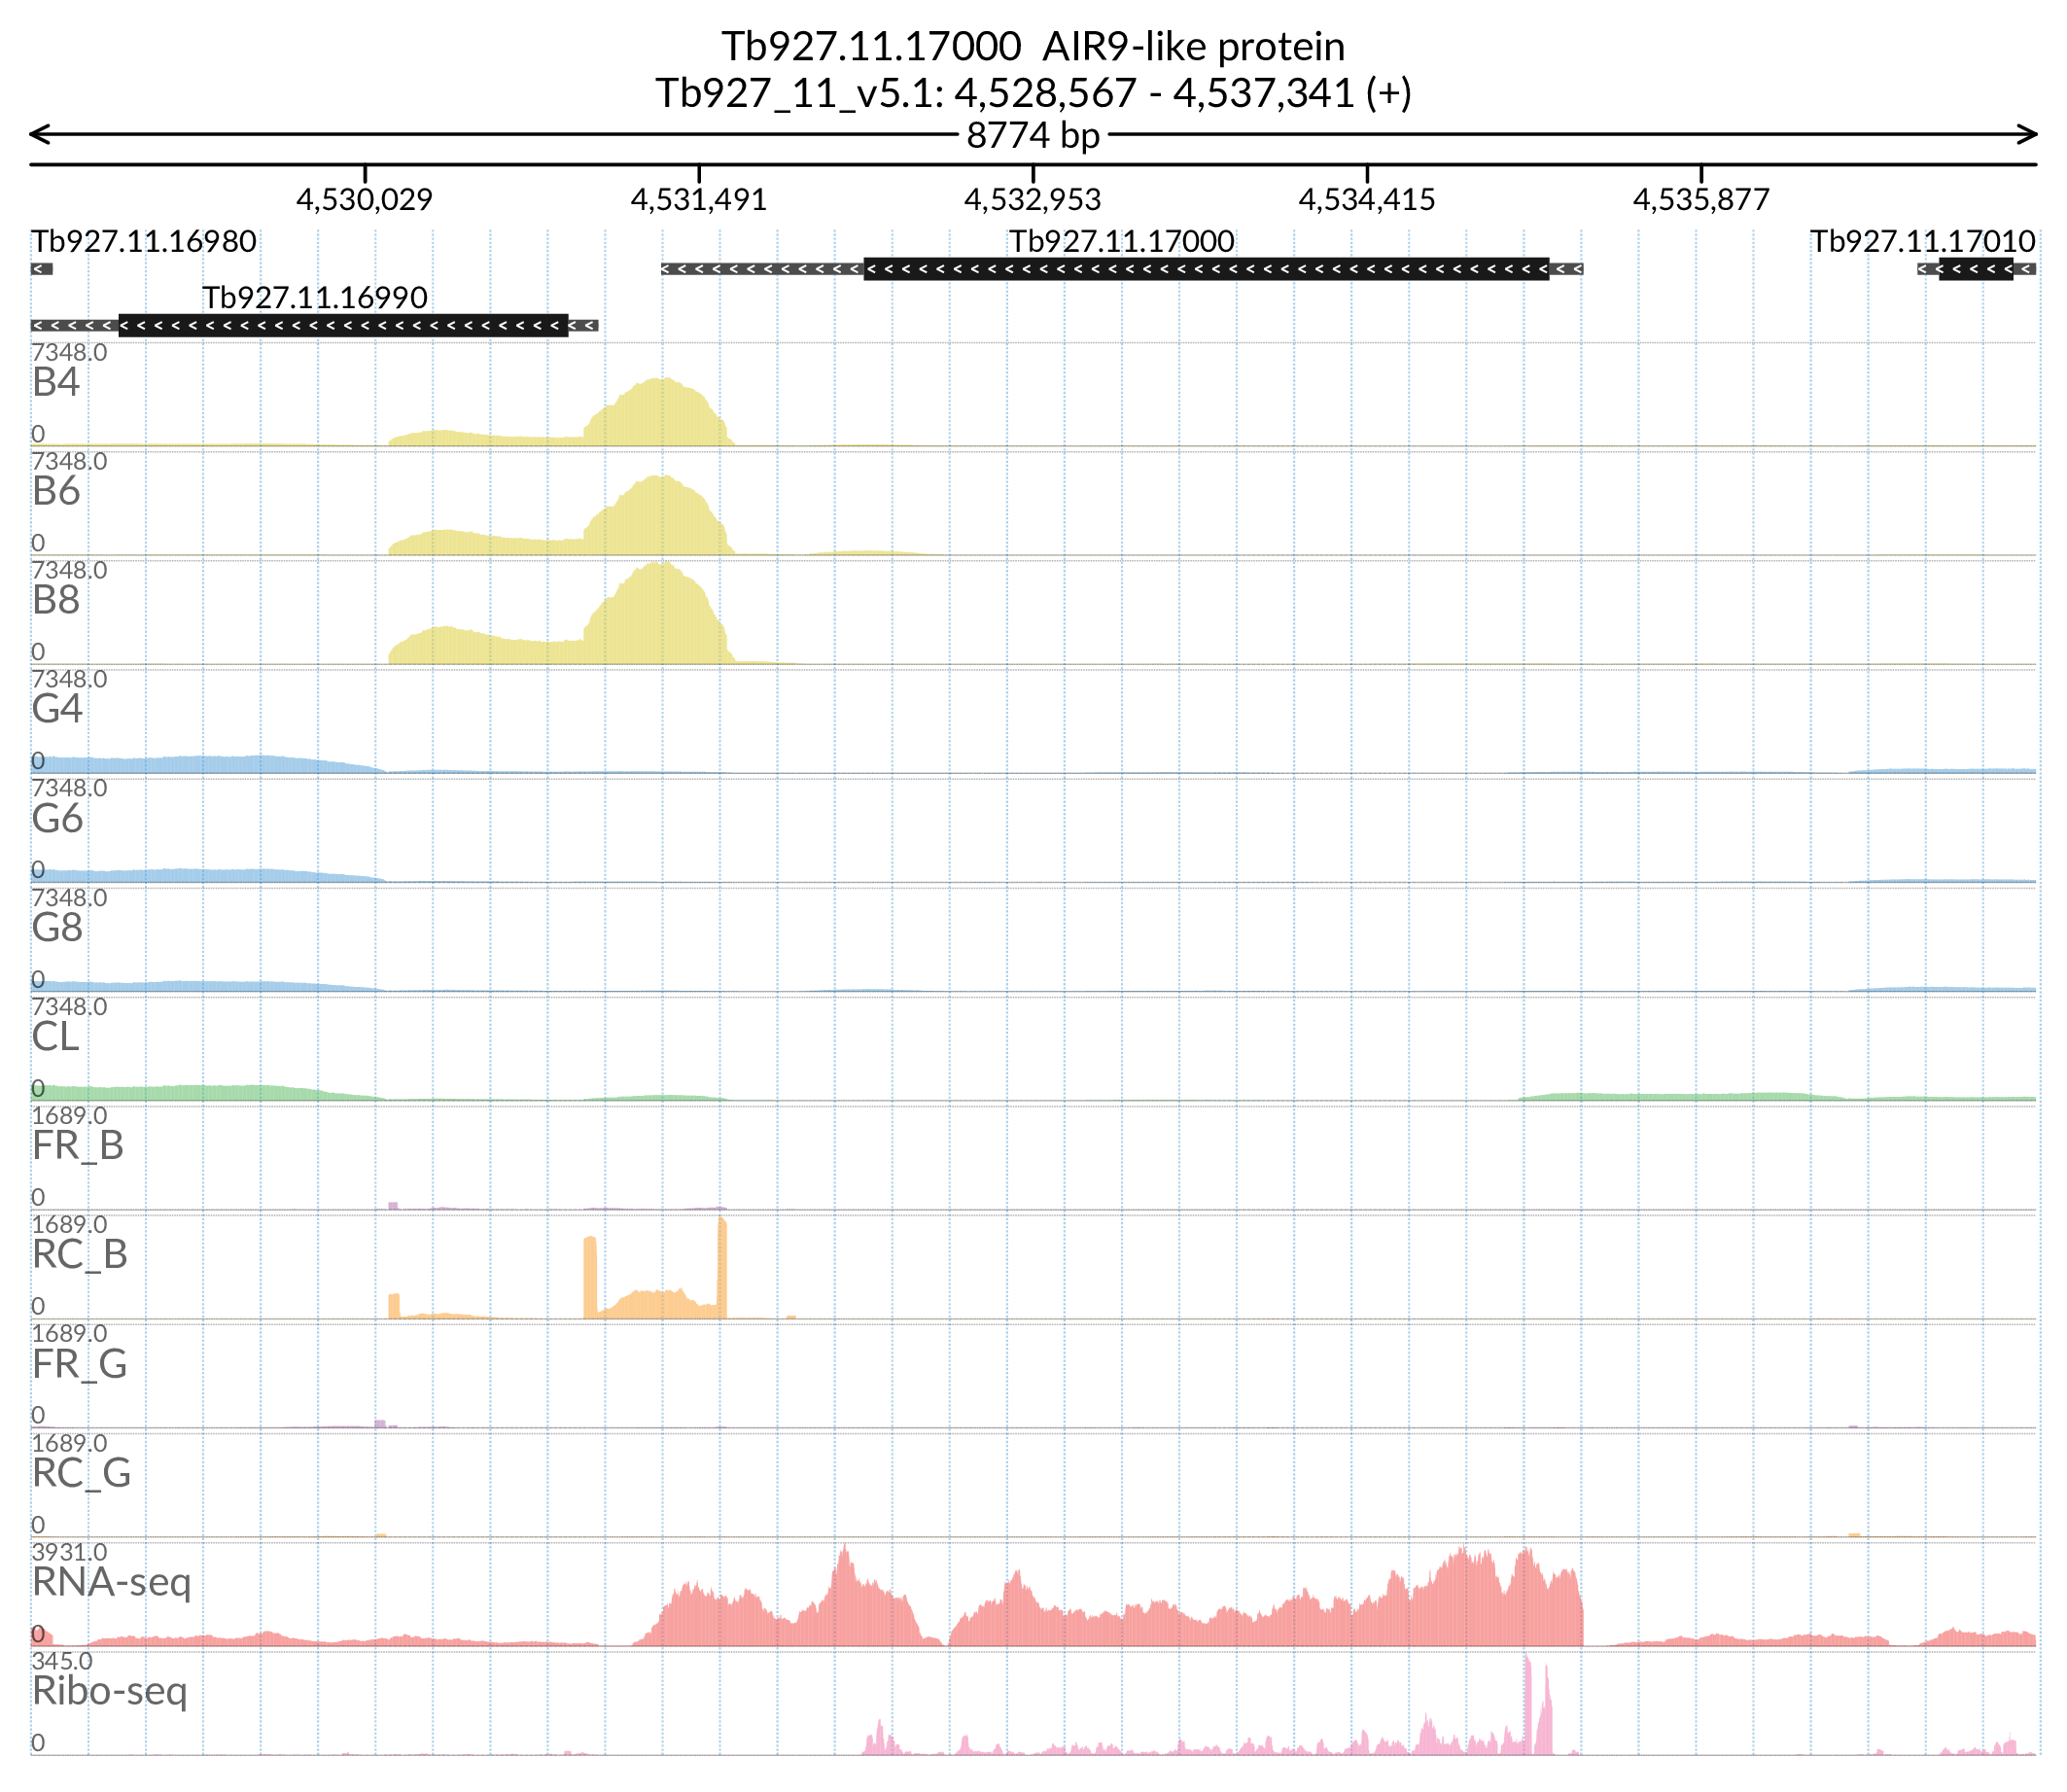 Tb927.11.17000  AIR9-like protein
Tb927_11_v5.1: 4,528,567 - 4,537,341 (+)
8774 bp
4,530,029 4,531,491 4,532,953 4,534,415 4,535,877
Tb927.11.16980 Tb927.11.17000 Tb927.11.17010
Tb927.11.16990
7348.0
B4
0
7348.0
B6
0
7348.0
B8
0
7348.0
G4
0
7348.0
G6
0
7348.0
G8
0
7348.0
CL
0
1689.0
FR_B
0
1689.0
RC_B
0
1689.0
FR_G
0
1689.0
RC_G
0
3931.0
RNA-seq
0
345.0
Ribo-seq
0